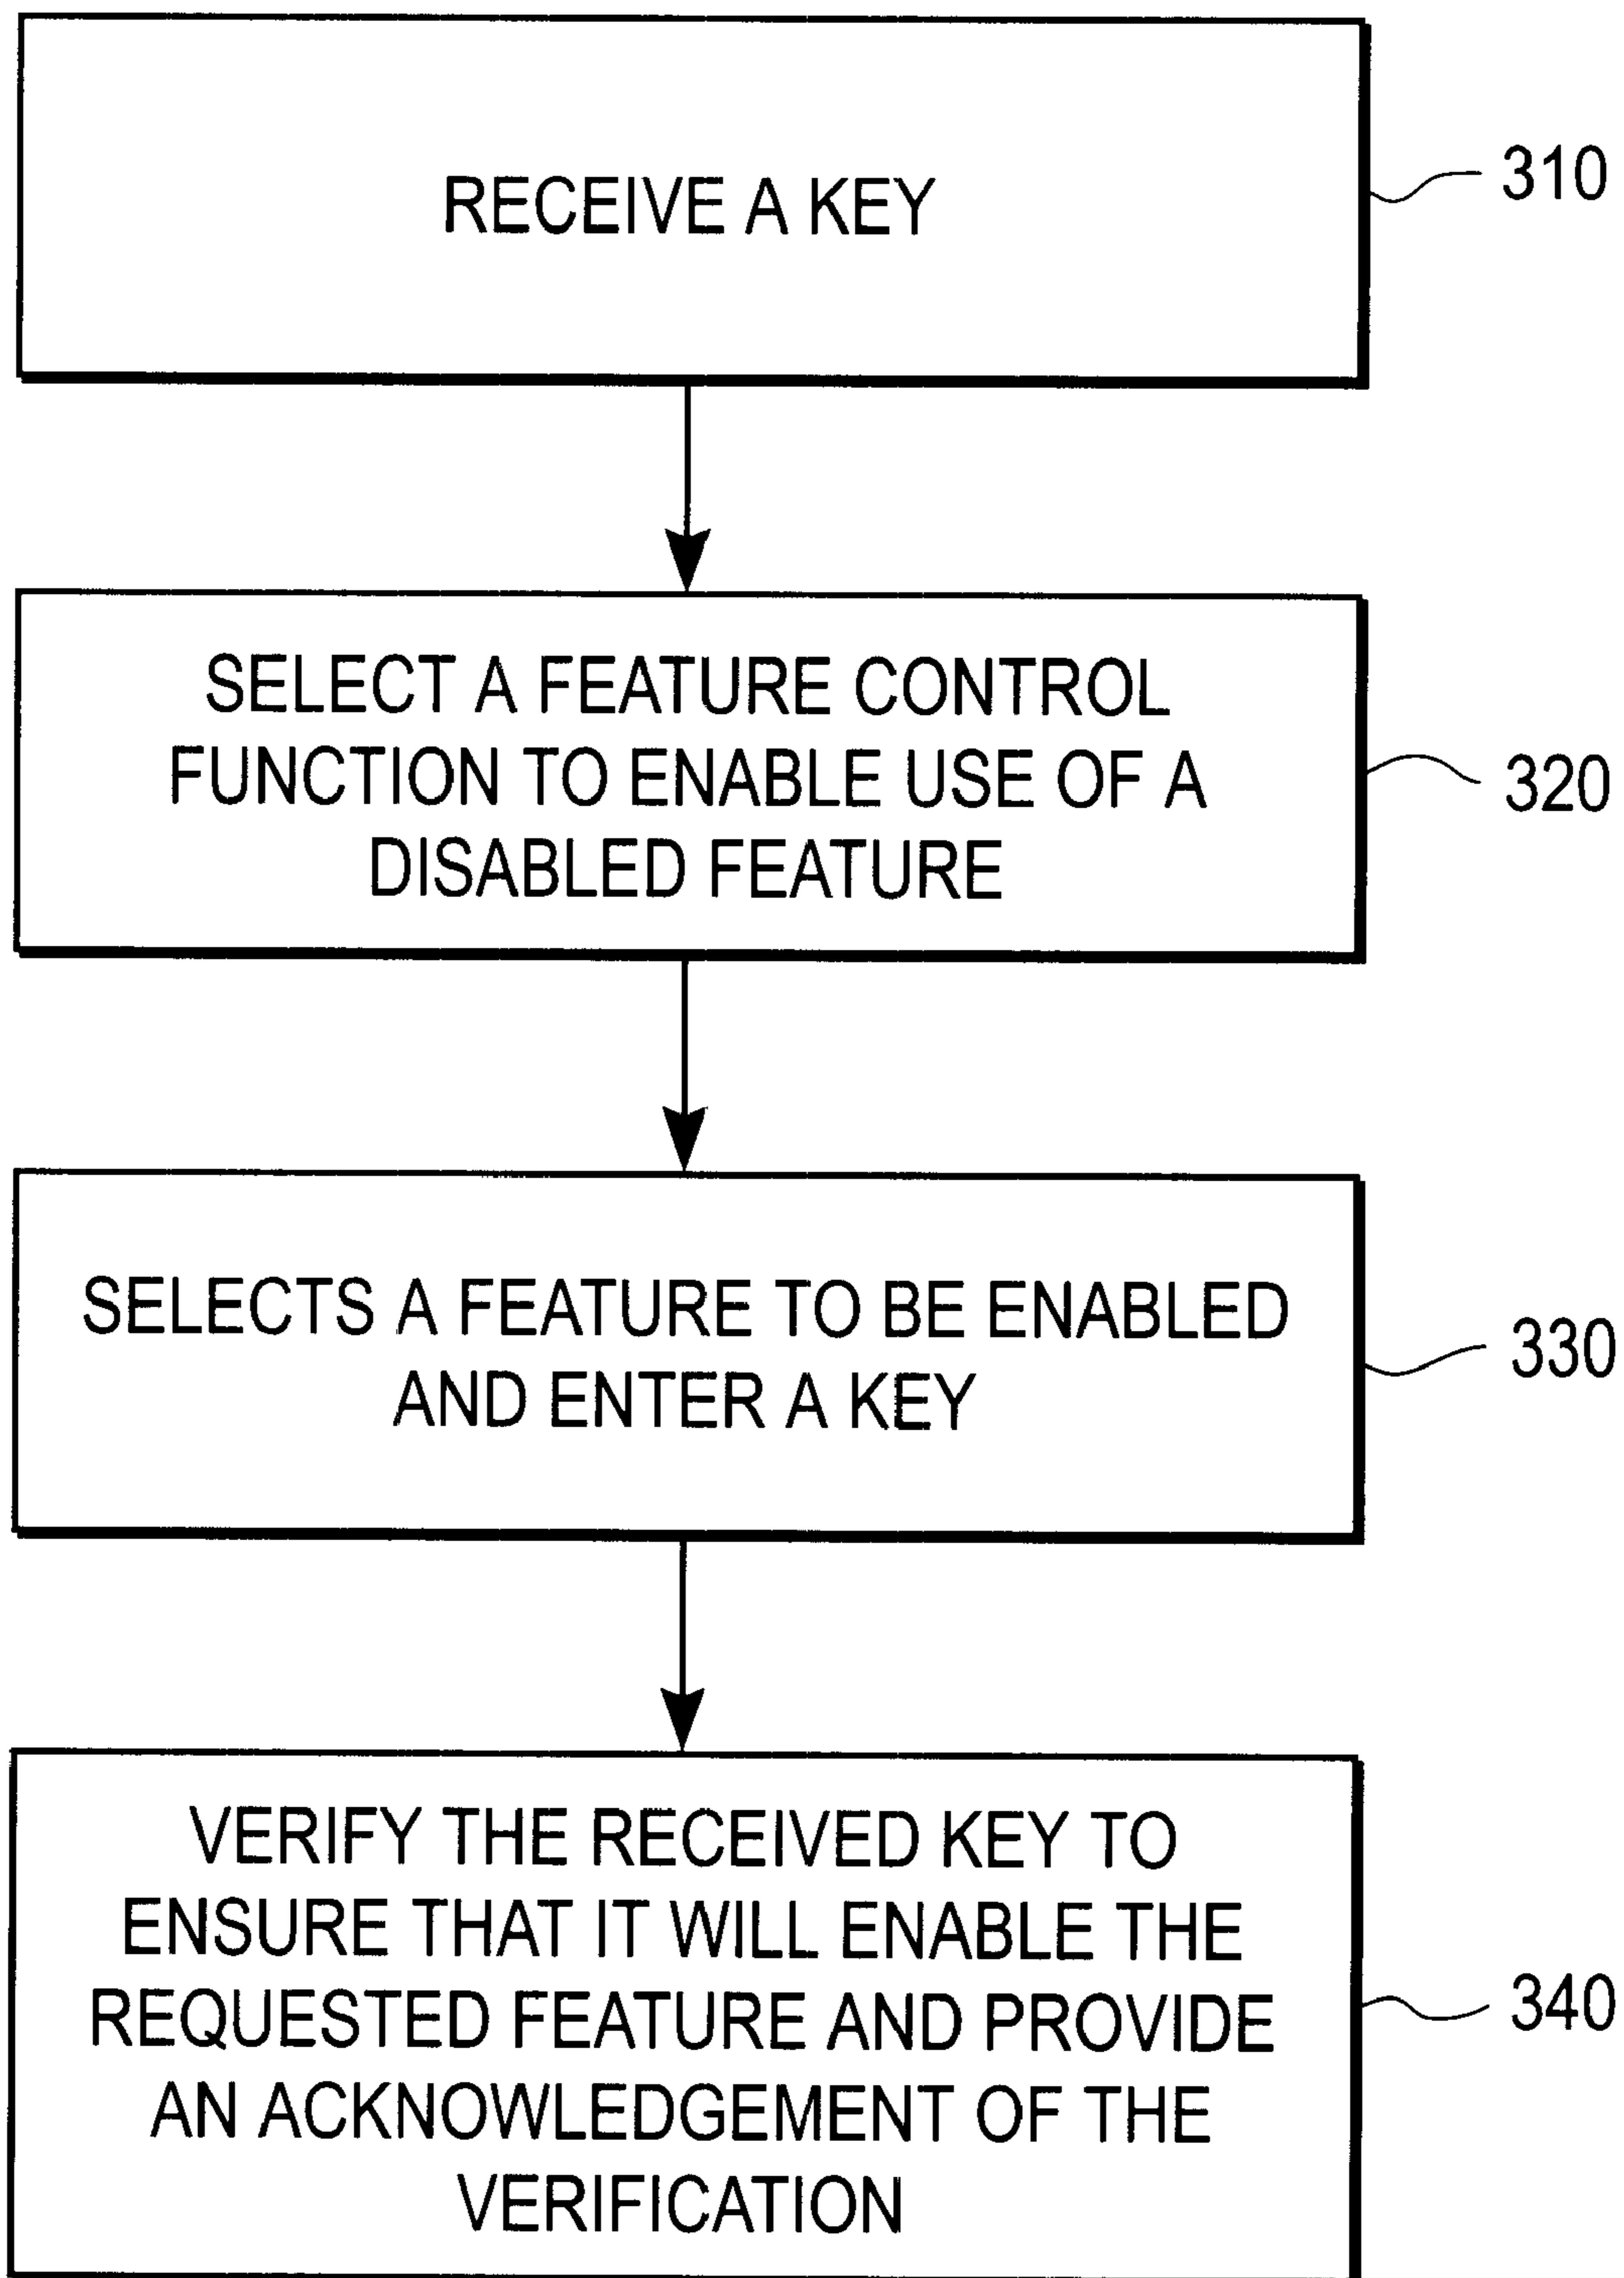 RECEIVE A KEY
310
SELECT A FEATURE CONTROL
FUNCTION TO ENABLE USE OF A
DISABLED FEATURE
320
SELECTS A FEATURE TO BE ENABLED
AND ENTER A KEY
330
VERIFY THE RECEIVED KEY TO
ENSURE THAT IT WILL ENABLE THE
REQUESTED FEATURE AND PROVIDE
AN ACKNOWLEDGEMENT OF THE
VERIFICATION
340